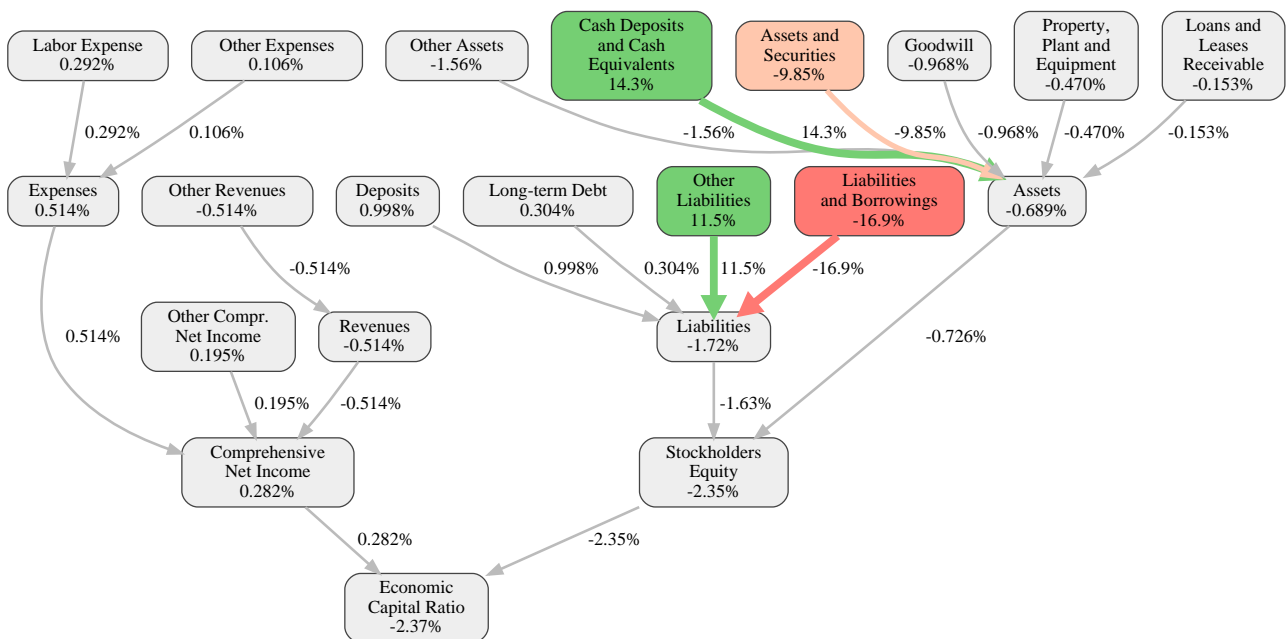 Labor Expense
0.292%
Other Expenses
0.106%
Other Assets
-1.56%
Cash Deposits
and Cash
Equivalents
14.3%
Assets and
Securities
-9.85%
Goodwill
-0.968%
Property,
Plant and
Equipment
-0.470%
Loans and
Leases
Receivable
-0.153%
0.292%
0.106%
-1.56%
14.3%
-9.85%
-0.968%
-0.470%
-0.153%
Expenses
0.514%
Other Revenues
-0.514%
Deposits
0.998%
Long-term Debt
0.304%
Other
Liabilities
11.5%
Liabilities
and Borrowings
-16.9%
Assets
-0.689%
-0.514%
0.998%
0.304%
11.5%
-16.9%
0.514%
Other Compr.
Net Income
0.195%
Revenues
-0.514%
Liabilities
-1.72%
-0.726%
0.195%
-0.514%
-1.63%
Comprehensive
Net Income
0.282%
Stockholders
Equity
-2.35%
0.282%
-2.35%
Economic
Capital Ratio
-2.37%